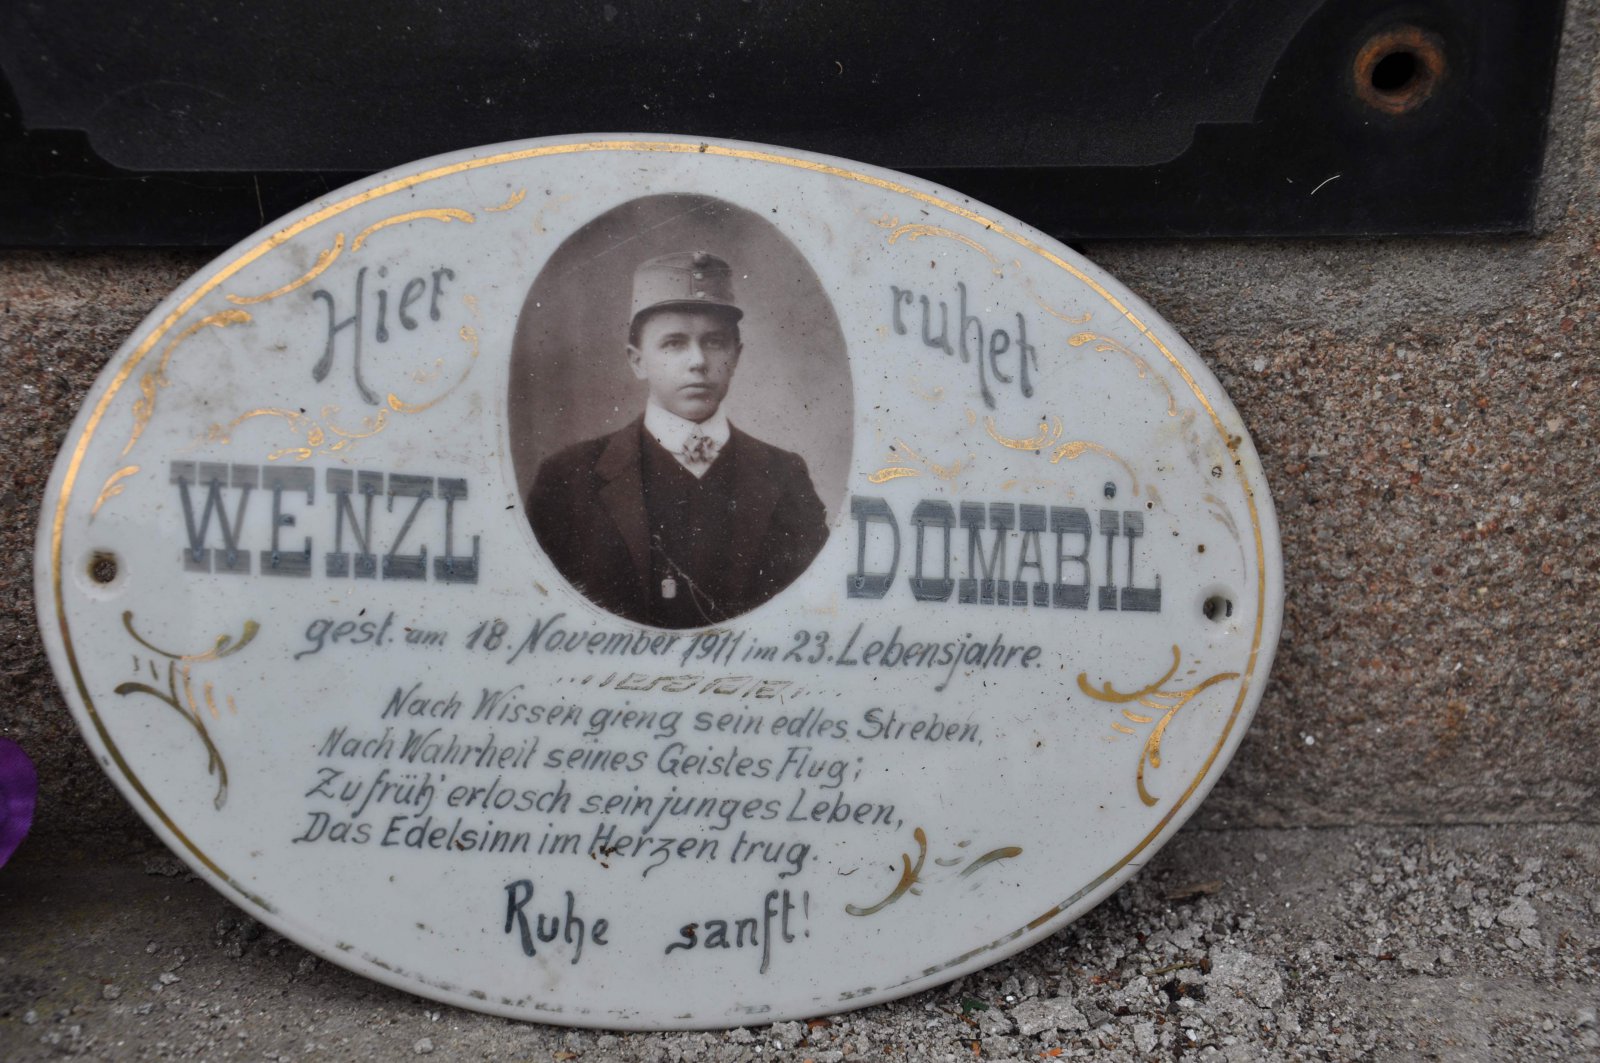 Hier ruhet
WENZL DOMABIL
gest. am 18. November 1911 im 23. Lebensjahre.
Nach Wissen gieng sein edles Streben,
Nach Wahrheit seines Geistes Flug;
Zu früh' erlosch sein junges Leben,
Das Edelsinn im Herzen trug.
Ruhe sanft!